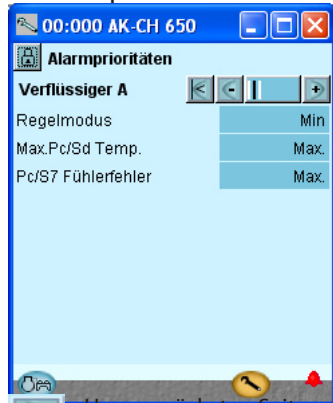 00:000 AK-CH 650
Alarmprioritäten
Verflüssiger A
Regelmodus Min
Max.Pc/Sd Temp. Max.
Pc/S7 Fühlerfehler Max.